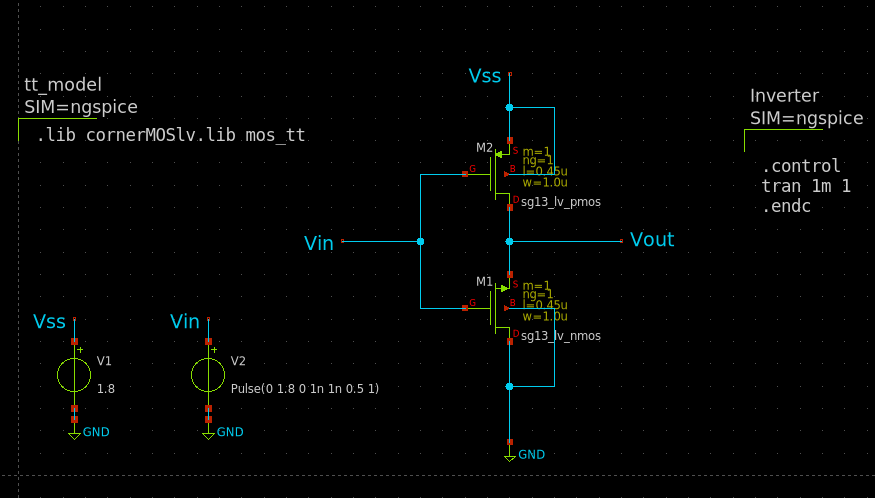 tt_model
SIM=ngspice
.lib cornerMOSlv.lib mos_tt
Vss
M2
S
m=1
ng=1
l=0.45u
w=1.0u
G
B
D
sg13_lv_pmos
Vin
Vout
M1
S
m=1
ng=1
l=0.45u
w=1.0u
G
B
D
sg13_lv_nmos
GND
Inverter
SIM=ngspice
.control
tran 1m 1
.endc
Vss
+
V1
1.8
GND
Vin
+
V2
Pulse(0 1.8 0 1n 1n 0.5 1)
GND